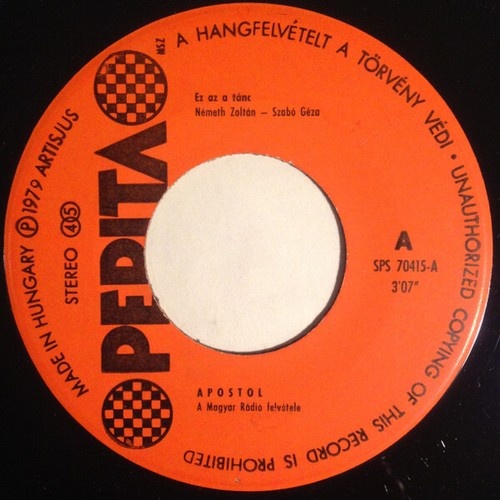 A HANGFELVÉTELT A TÖRVÉNY VÉDI • UNAUTHORIZED COPYING OF THIS RECORD IS PROHIBITED
MADE IN HUNGARY Ⓟ 1979 ARTISJUS
STEREO 45
PEPITA
MSZ
Ez az a tánc
Németh Zoltán – Szabó Géza
A
SPS 70415-A
3'07"
APOSTOL
A Magyar Rádió felvétele